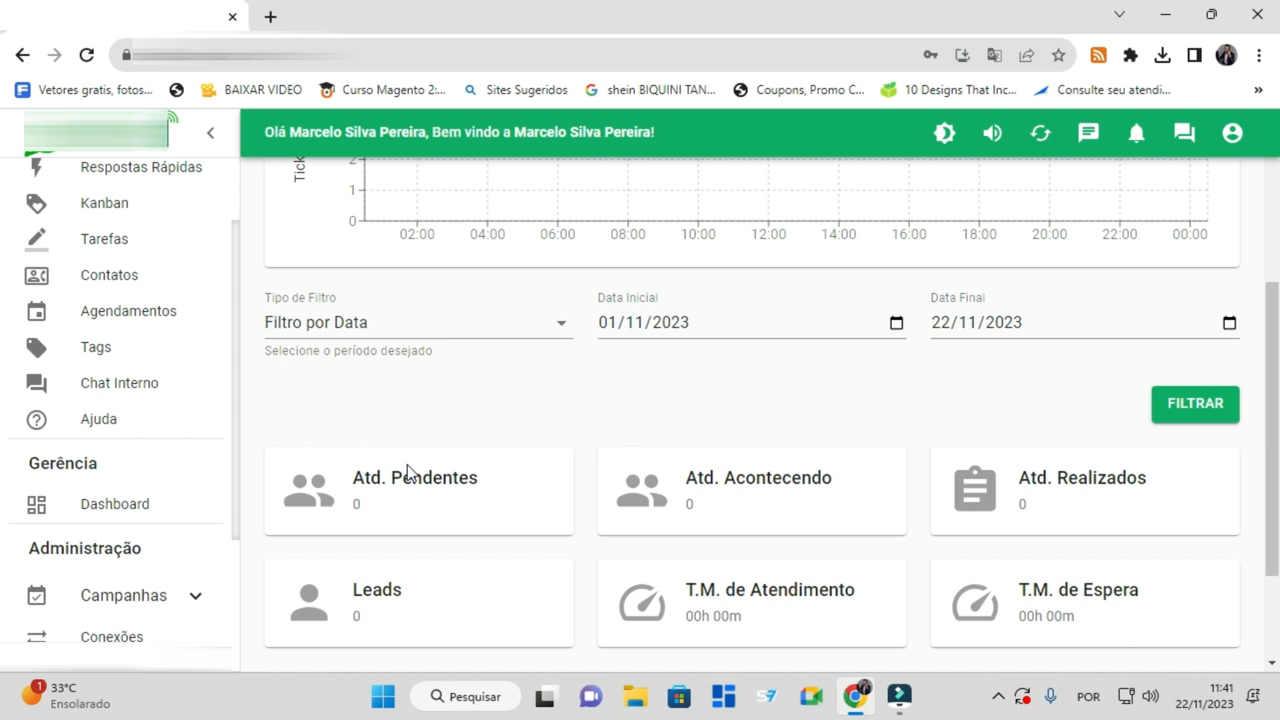 Vetores gratis, fotos...
BAIXAR VIDEO
Curso Magento 2:...
Sites Sugeridos
shein BIQUINI TAN...
Coupons, Promo C...
10 Designs That Inc...
Consulte seu atendi...
»
Olá Marcelo Silva Pereira, Bem vindo a Marcelo Silva Pereira!
Respostas Rápidas
Kanban
Tarefas
Contatos
Agendamentos
Tags
Chat Interno
Ajuda
Gerência
Dashboard
Administração
Campanhas
Conexões
Tick
2
1
0
02:00 04:00 06:00 08:00 10:00 12:00 14:00 16:00 18:00 20:00 22:00 00:00
Tipo de Filtro
Filtro por Data
Selecione o período desejado
Data Inicial
01/11/2023
Data Final
22/11/2023
FILTRAR
Atd. Pendentes
0
Atd. Acontecendo
0
Atd. Realizados
0
Leads
0
T.M. de Atendimento
00h 00m
T.M. de Espera
00h 00m
1
33°C
Ensolarado
Pesquisar
POR
11:41
22/11/2023